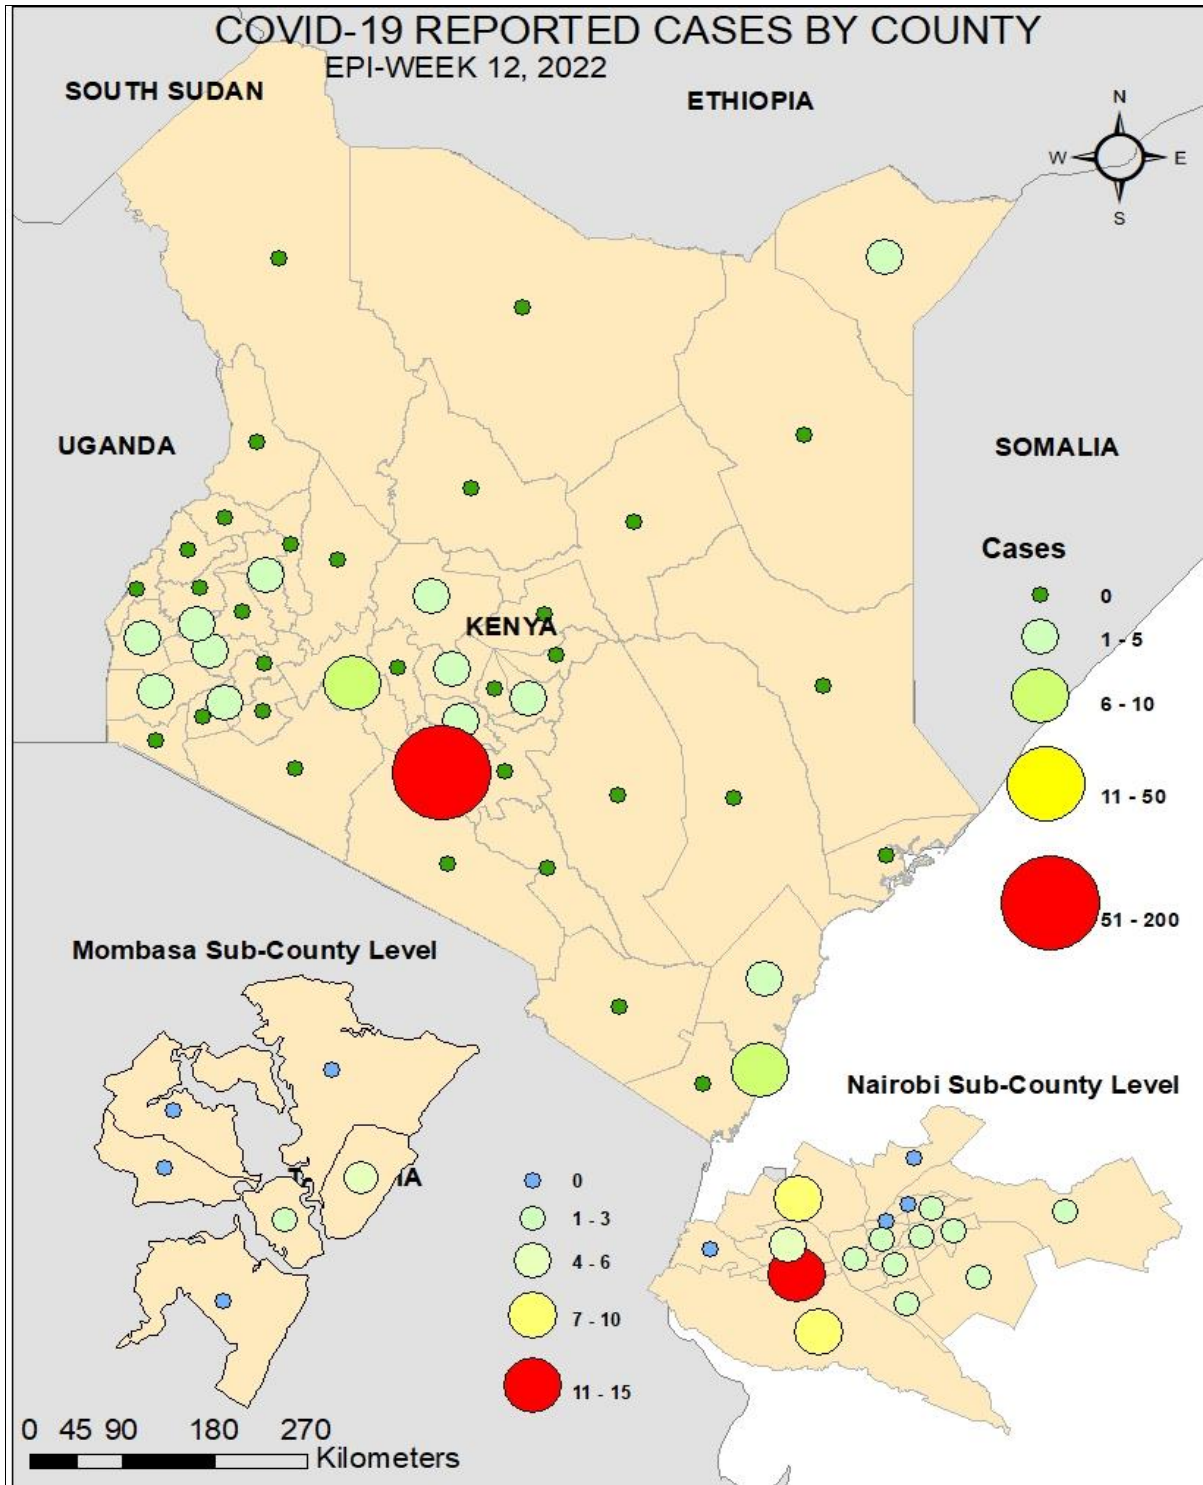 COVID-19 REPORTED CASES BY COUNTY
EPI-WEEK 12, 2022
SOUTH SUDAN
ETHIOPIA
N
W
E
S
UGANDA
SOMALIA
KENYA
Cases
0
1 - 5
6 - 10
11 - 50
51 - 200
Mombasa Sub-County Level
Nairobi Sub-County Level
0
1 - 3
4 - 6
7 - 10
11 - 15
0 45 90 180 270
Kilometers